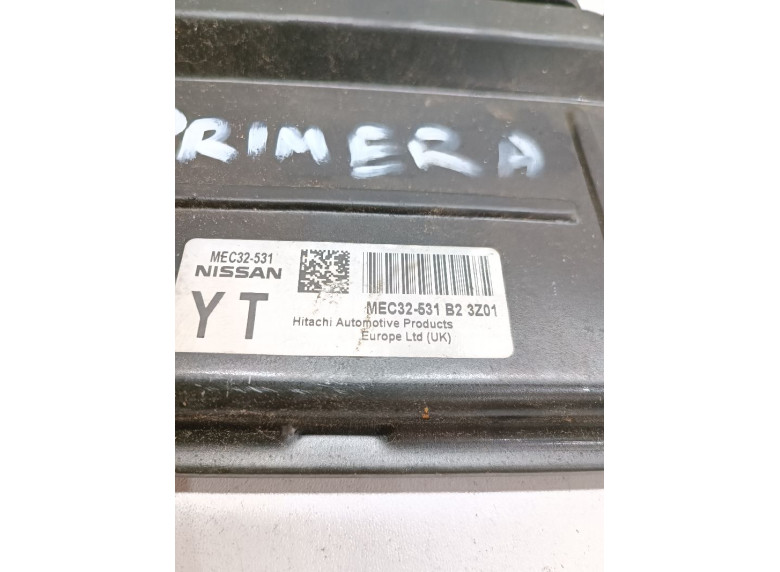 PRIMERA
MEC32-531
NISSAN
YT
MEC32-531 B2 3Z01
Hitachi Automotive Products
Europe Ltd (UK)